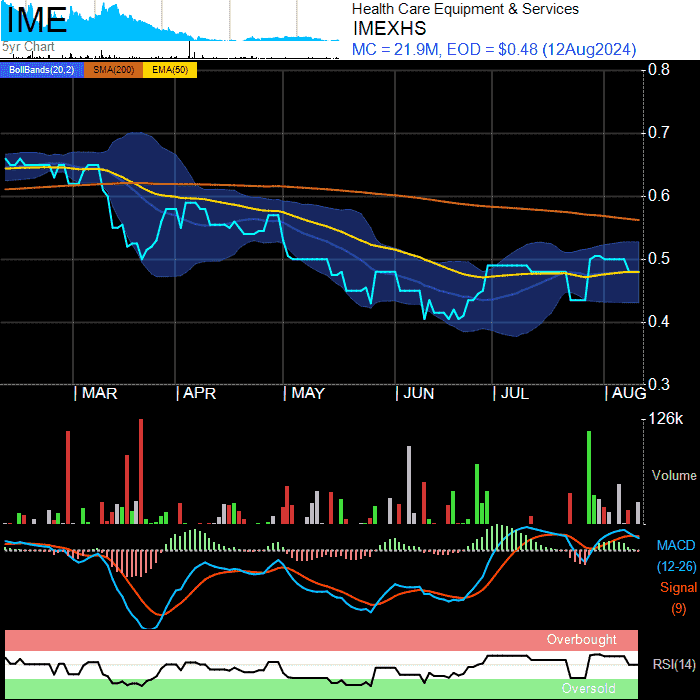 IME
Health Care Equipment & Services
IMEXHS
5yr Chart
MC = 21.9M, EOD = $0.48 (12Aug2024)
BollBands(20,2) SMA(200) EMA(50)
0.8
0.7
0.6
0.5
0.4
0.3
MAR APR MAY JUN JUL AUG
126k
Volume
MACD
(12-26)
Signal
(9)
Overbought
RSI(14)
Oversold